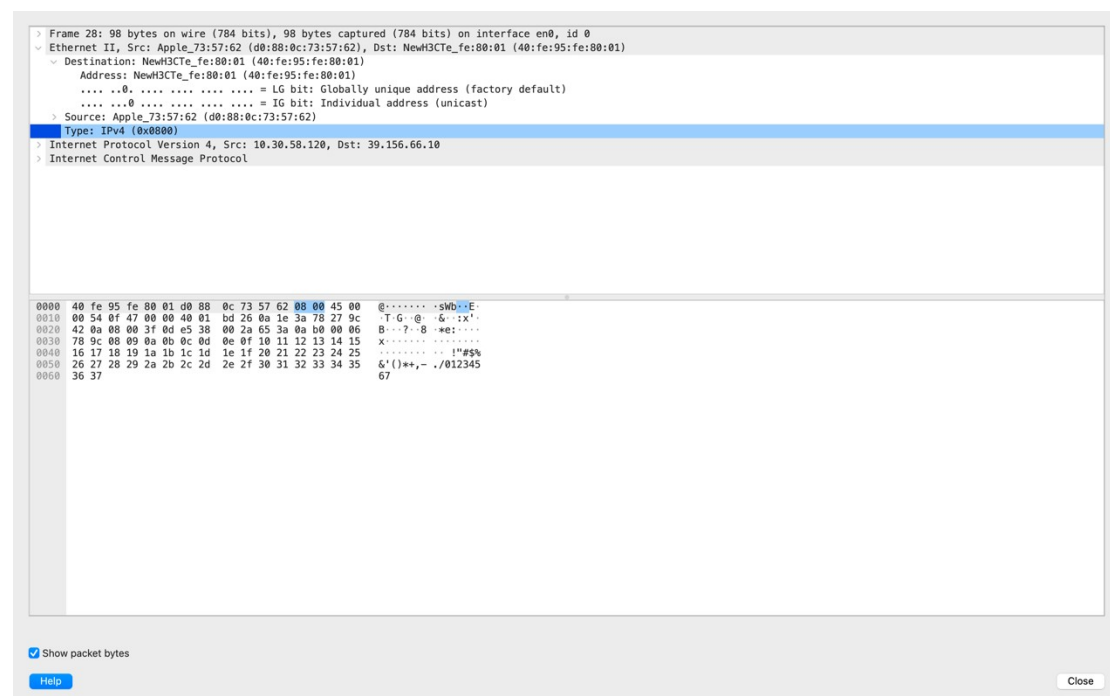 Frame 28: 98 bytes on wire (784 bits), 98 bytes captured (784 bits) on interface en0, id 0
Ethernet II, Src: Apple_73:57:62 (d0:88:0c:73:57:62), Dst: NewH3CTe_fe:80:01 (40:fe:95:fe:80:01)
Destination: NewH3CTe_fe:80:01 (40:fe:95:fe:80:01)
Address: NewH3CTe_fe:80:01 (40:fe:95:fe:80:01)
.... ..0. .... .... .... .... = LG bit: Globally unique address (factory default)
.... ...0 .... .... .... .... = IG bit: Individual address (unicast)
Source: Apple_73:57:62 (d0:88:0c:73:57:62)
Type: IPv4 (0x0800)
Internet Protocol Version 4, Src: 10.30.58.120, Dst: 39.156.66.10
Internet Control Message Protocol
0000 40 fe 95 fe 80 01 d0 88 0c 73 57 62 08 00 45 00 @······· ·sWb··E·
0010 00 54 0f 47 00 00 40 01 bd 26 0a 1e 3a 78 27 9c ·T·G··@· ·&··:x'·
0020 42 0a 08 00 3f 0d e5 38 00 2a 65 3a 0a b0 00 06 B···?··8 ·*e:····
0030 78 9c 08 09 0a 0b 0c 0d 0e 0f 10 11 12 13 14 15 x······· ········
0040 16 17 18 19 1a 1b 1c 1d 1e 1f 20 21 22 23 24 25 ········ ·· !"#$%
0050 26 27 28 29 2a 2b 2c 2d 2e 2f 30 31 32 33 34 35 &'()*+,- ./012345
0060 36 37 67
Show packet bytes
Help
Close